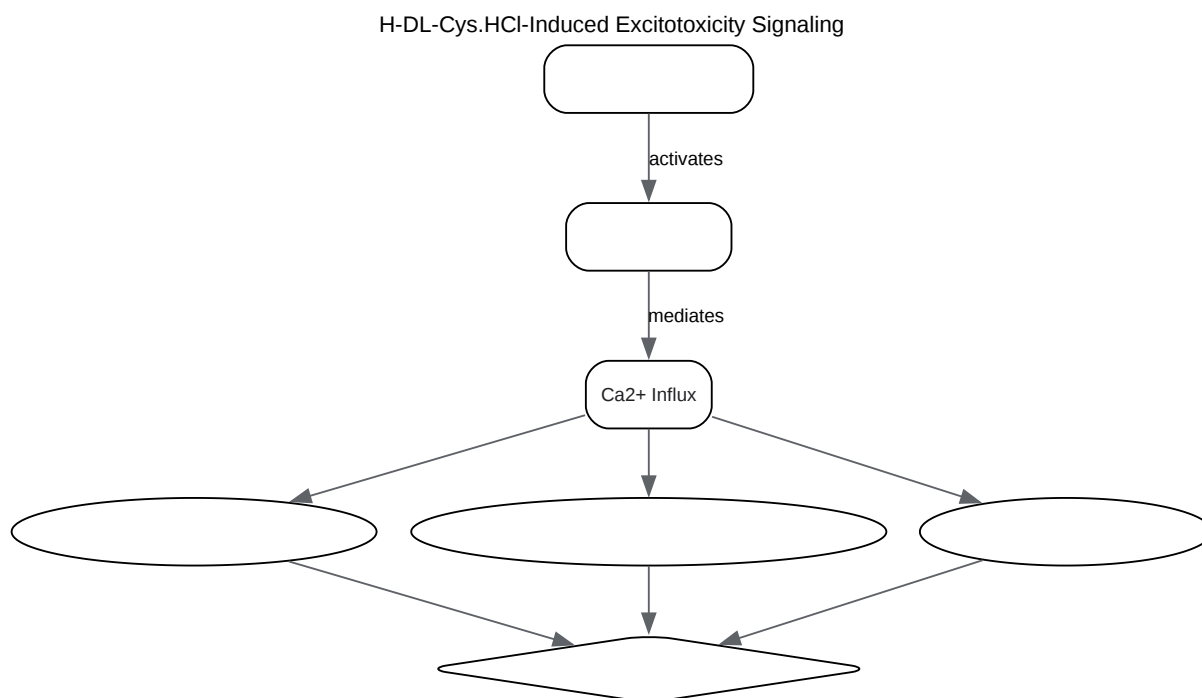 H-DL-Cys.HCl-Induced Excitotoxicity Signaling
activates
mediates
Ca2+ Influx